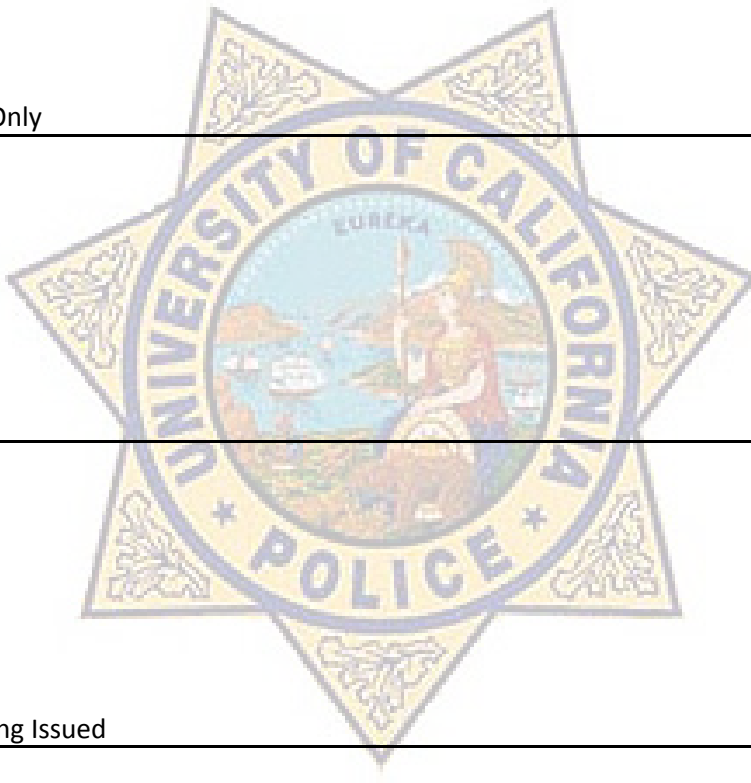 Only
UNIVERSITY OF CALIFORNIA
EUREKA
* POLICE *
ng Issued